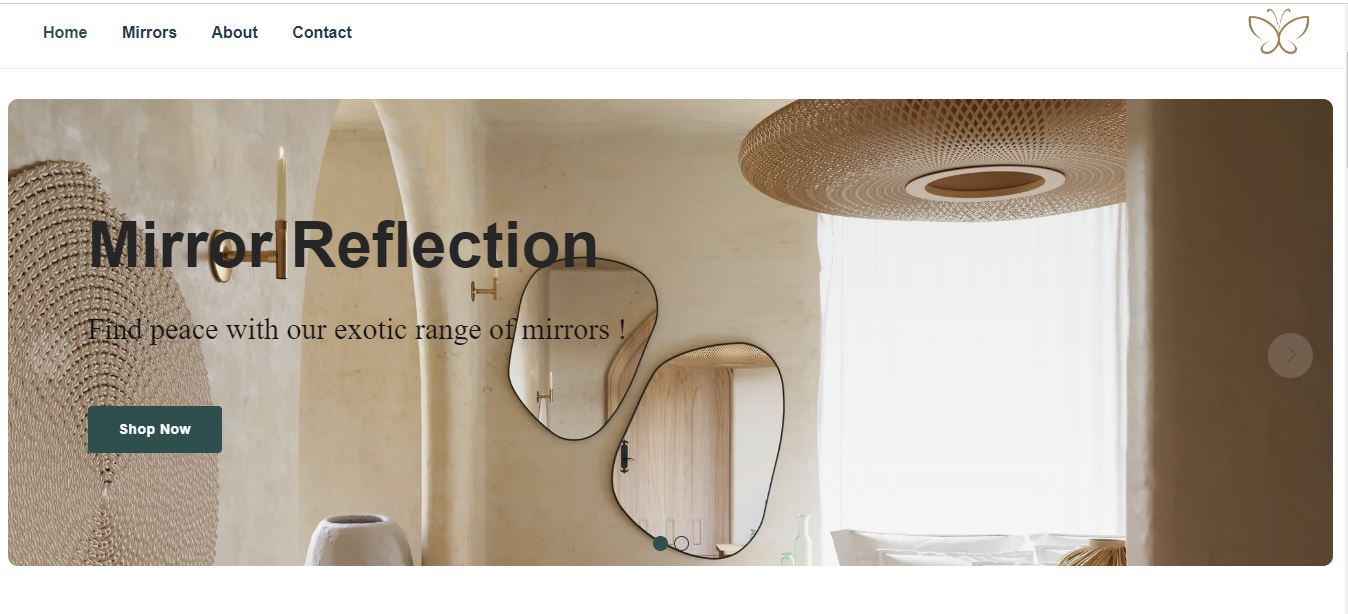 Home Mirrors About Contact
Mirror Reflection
Find peace with our exotic range of mirrors !
Shop Now